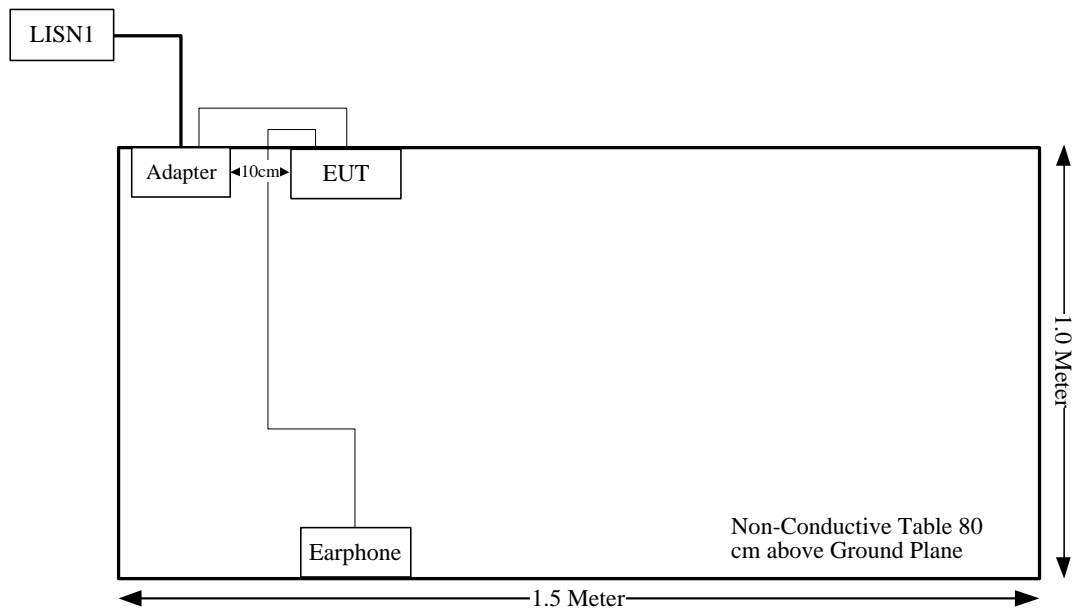 LISN1
Adapter
10cm
EUT
1.0 Meter
Earphone
Non-Conductive Table 80
cm above Ground Plane
1.5 Meter